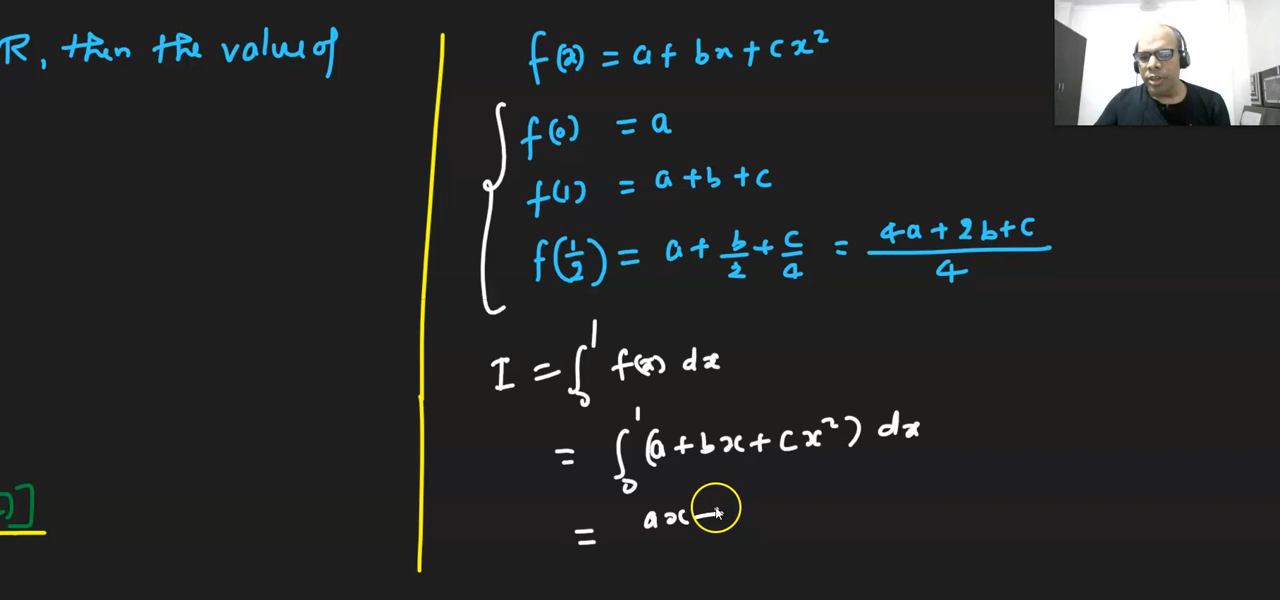 R, then the value of
f(x) = a + bx + cx²
f(0) = a
f(1) = a + b + c
f(1/2) = a + b/2 + c/4 = (4a + 2b + c)/4
I = ∫₀¹ f(x) dx
= ∫₀¹ (a + bx + cx²) dx
= ax –
]